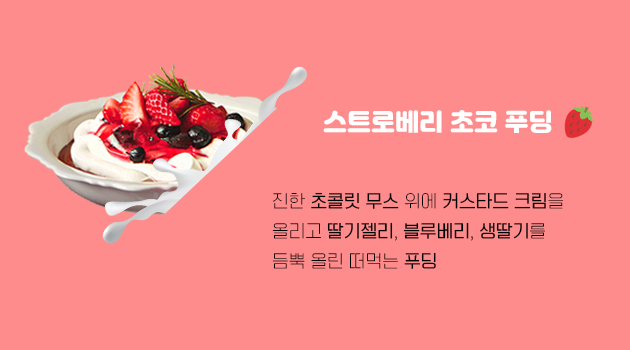 스트로베리 초코 푸딩
진한 초콜릿 무스 위에 커스타드 크림을
올리고 딸기젤리, 블루베리, 생딸기를
듬뿍 올린 떠먹는 푸딩